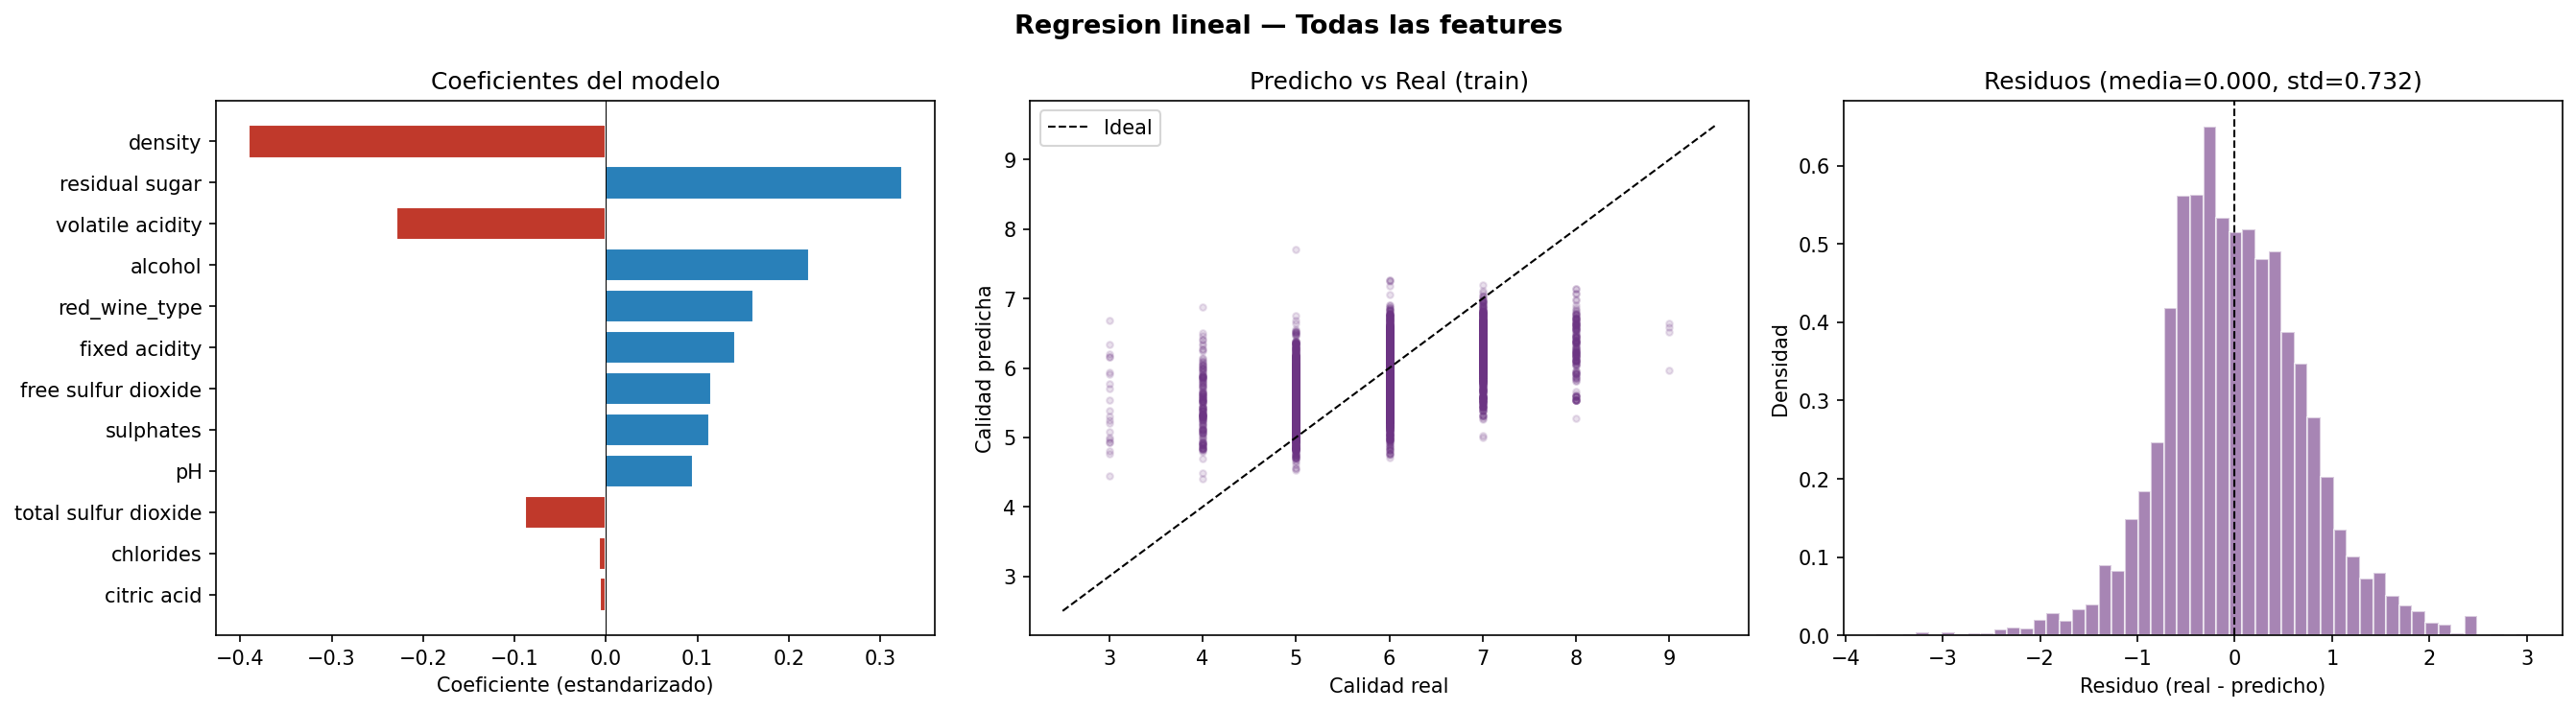 Regresion lineal — Todas las features
Coeficientes del modelo
density
residual sugar
volatile acidity
alcohol
red_wine_type
fixed acidity
free sulfur dioxide
sulphates
pH
total sulfur dioxide
chlorides
citric acid
−0.4 −0.3 −0.2 −0.1 0.0 0.1 0.2 0.3
Coeficiente (estandarizado)
Predicho vs Real (train)
Ideal
Calidad predicha
9
8
7
6
5
4
3
3 4 5 6 7 8 9
Calidad real
Residuos (media=0.000, std=0.732)
Densidad
0.6
0.5
0.4
0.3
0.2
0.1
0.0
−4 −3 −2 −1 0 1 2 3
Residuo (real - predicho)